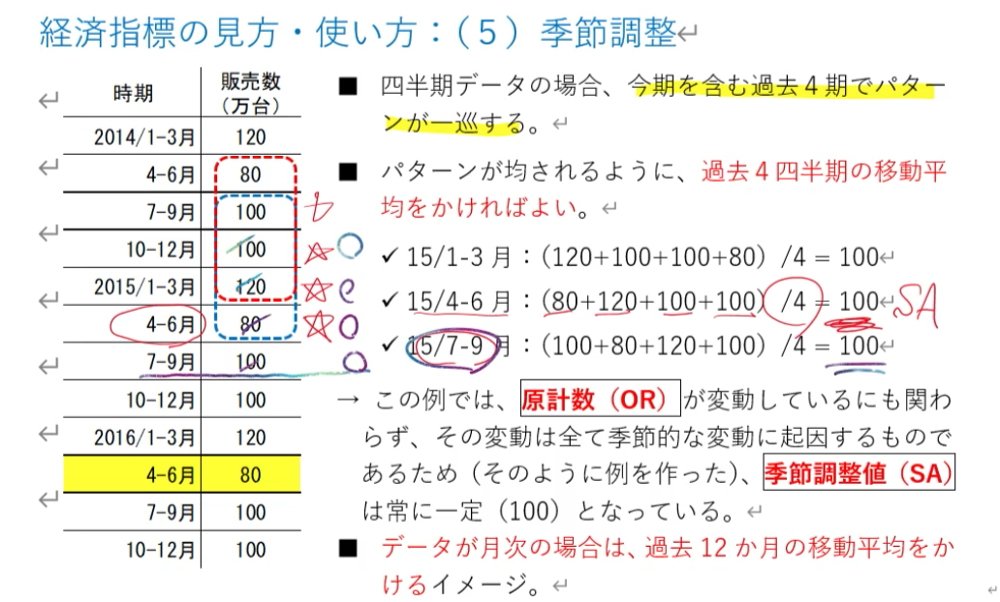 経済指標の見方・使い方：（５）季節調整↵
時期 販売数（万台）
2014/1-3月 120
4-6月 80
7-9月 100
10-12月 100
2015/1-3月 120
4-6月 80
7-9月 100
10-12月 100
2016/1-3月 120
4-6月 80
7-9月 100
10-12月 100
■ 四半期データの場合、今期を含む過去４期でパター
ンが一巡する。↵
■ パターンが均されるように、過去４四半期の移動平
均をかければよい。↵
✓ 15/1-3 月：（120+100+100+80）/4 = 100↵
✓ 15/4-6 月：（80+120+100+100）/4 = 100↵ SA
✓ 15/7-9 月：（100+80+120+100）/4 = 100↵
→ この例では、原計数（OR）が変動しているにも関わ
らず、その変動は全て季節的な変動に起因するもので
あるため（そのように例を作った）、季節調整値（SA）
は常に一定（100）となっている。↵
■ データが月次の場合は、過去 12 か月の移動平均をか
けるイメージ。↵